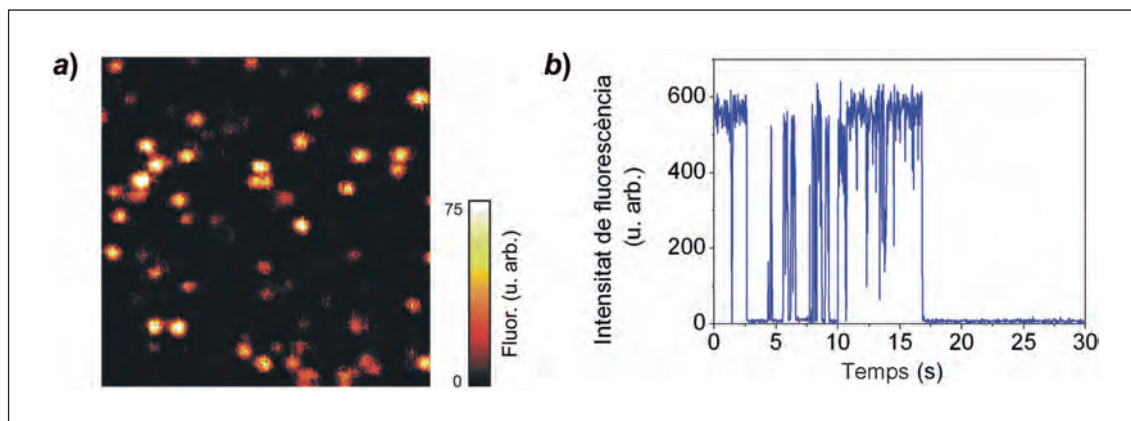 a)
75
Fluor. (u. arb.)
0
b)
Intensitat de fluorescència
(u. arb.)
600
400
200
0
0 5 10 15 20 25 30
Temps (s)